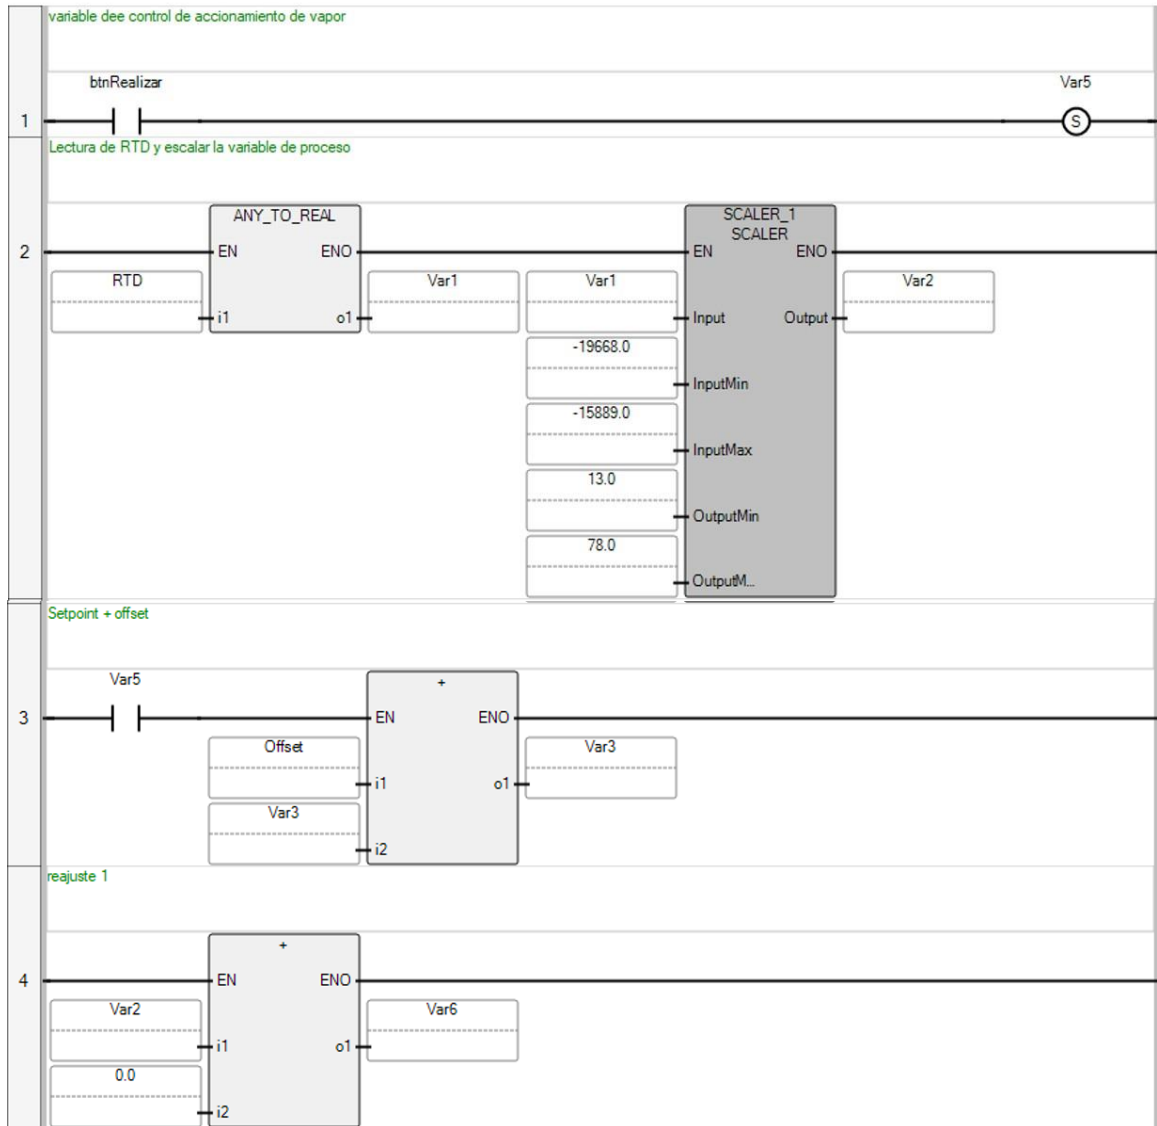 variable dee control de accionamiento de vapor
btnRealizar
Var5
1
S
Lectura de RTD y escalar la variable de proceso
ANY_TO_REAL
SCALER_1
SCALER
2
EN
ENO
EN
ENO
RTD
Var1
Var1
Var2
i1
o1
Input
Output
-19668.0
InputMin
-15889.0
InputMax
13.0
OutputMin
78.0
OutputM...
Setpoint + offset
Var5
+
3
EN
ENO
Offset
Var3
i1
o1
Var3
i2
reajuste 1
+
4
EN
ENO
Var2
Var6
i1
o1
0.0
i2